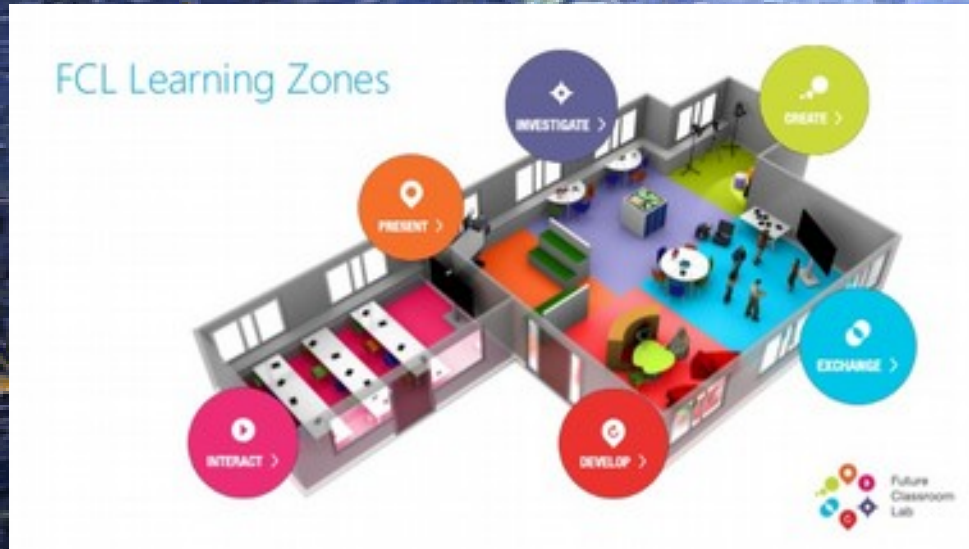 FCL Learning Zones
INVESTIGATE >
CREATE >
PRESENT >
EXCHANGE >
INTERACT >
DEVELOP >
Future
Classroom
Lab